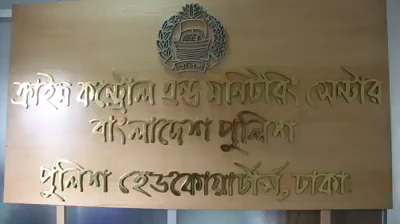 ক্রাইম কন্ট্রোল এন্ড মনিটরিং সেন্টার
বাংলাদেশ পুলিশ
পুলিশ হেডকোয়ার্টার্স, ঢাকা